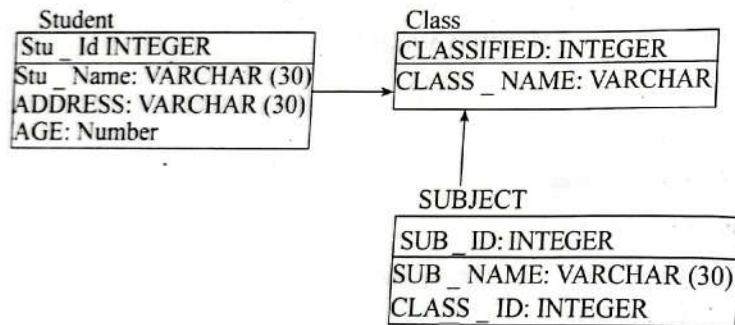 Student
Stu _ Id INTEGER
Stu _ Name: VARCHAR (30)
ADDRESS: VARCHAR (30)
AGE: Number
Class
CLASSIFIED: INTEGER
CLASS _ NAME: VARCHAR
SUBJECT
SUB _ ID: INTEGER
SUB _ NAME: VARCHAR (30)
CLASS _ ID: INTEGER